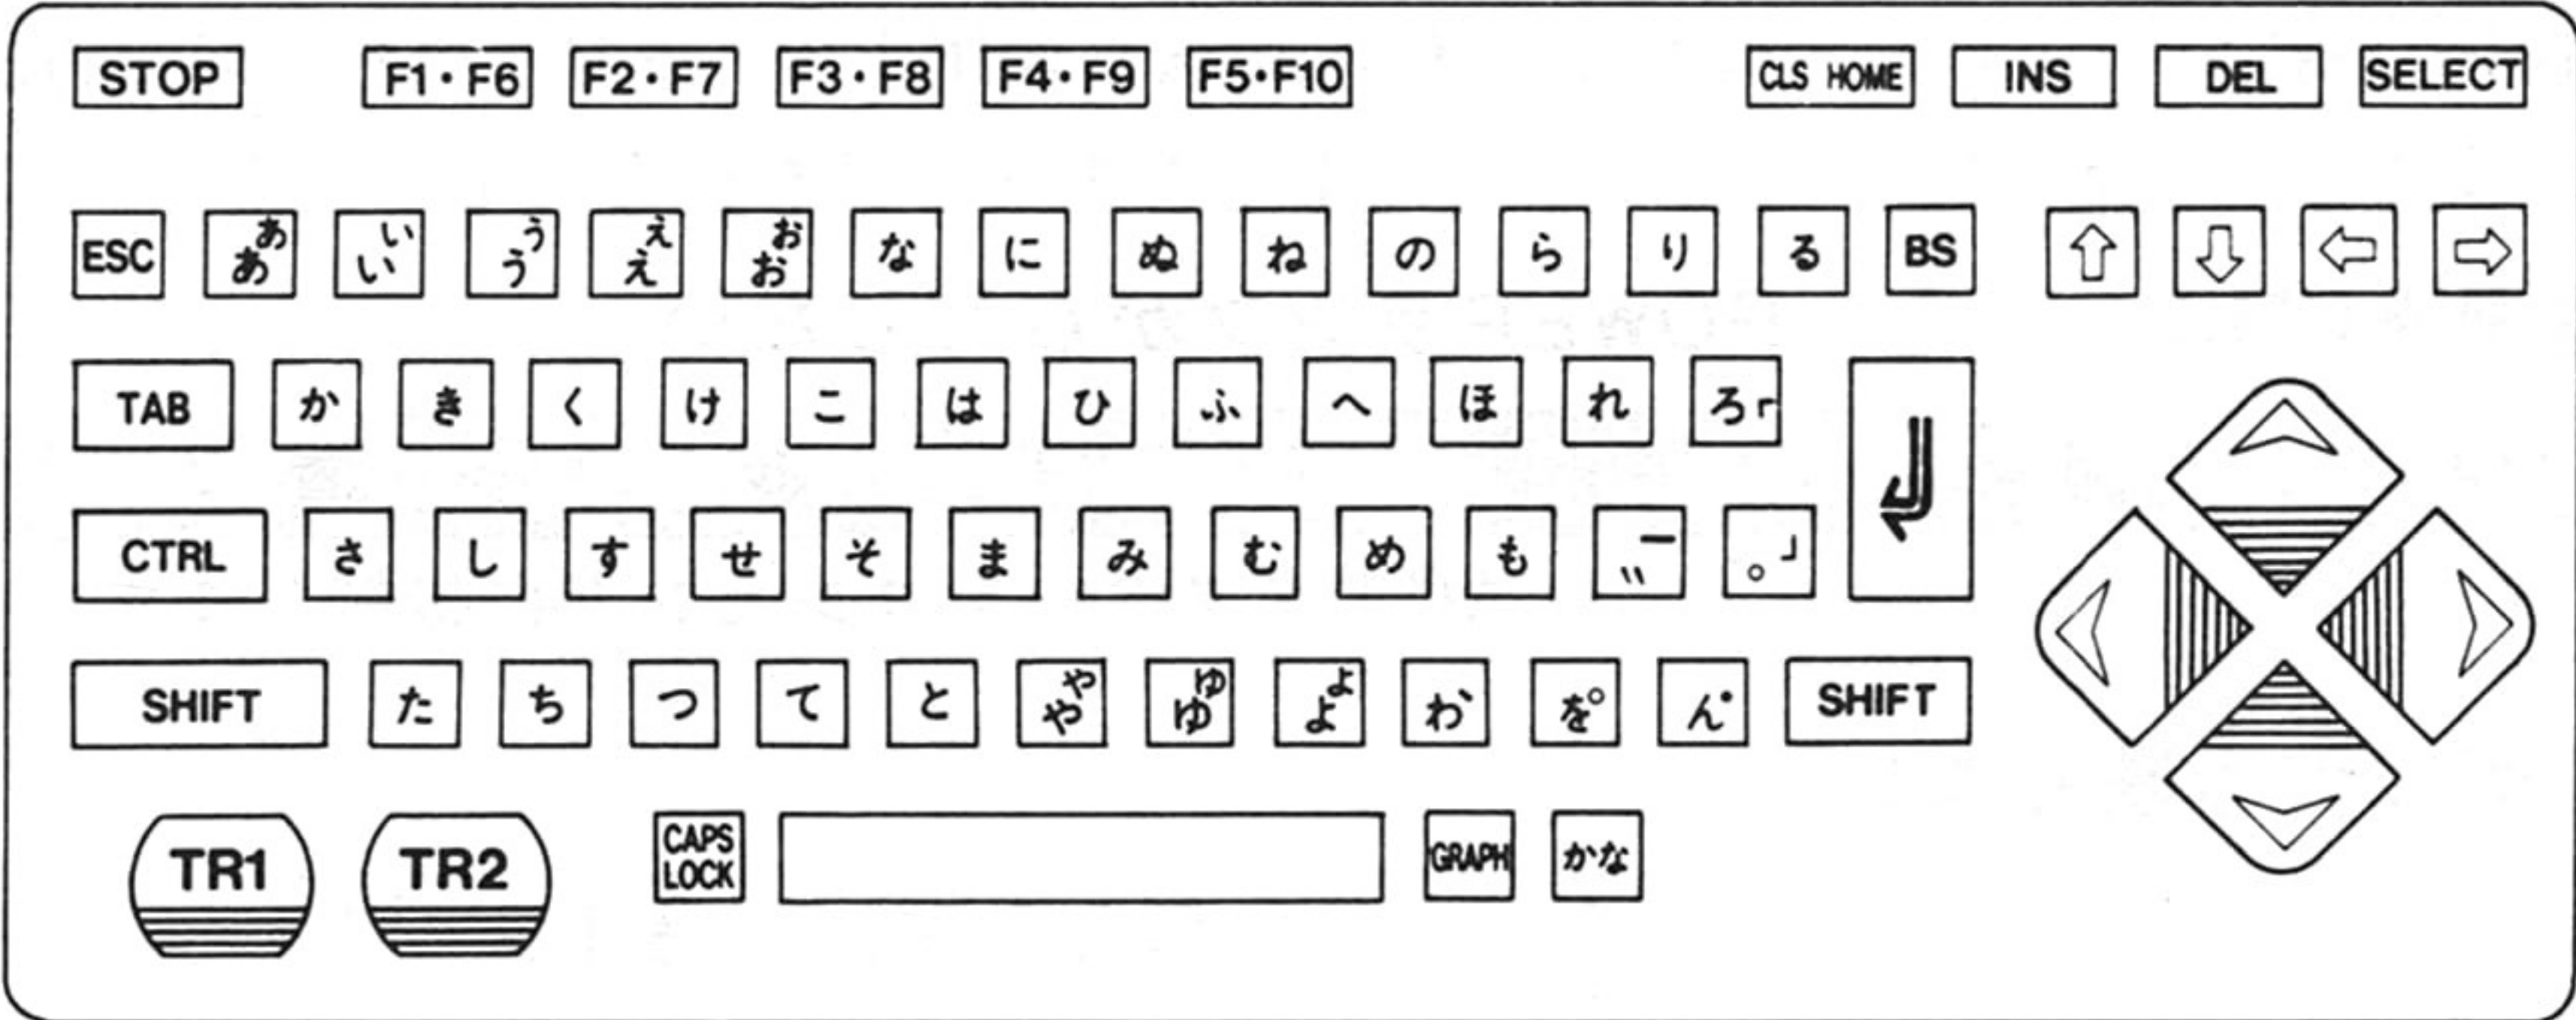 STOP F1・F6 F2・F7 F3・F8 F4・F9 F5・F10 CLS HOME INS DEL SELECT
ESC あぁ いぃ うぅ えぇ おぉ な に ぬ ね の ら り る BS ⇧ ⇩ ⇦ ⇨
TAB か き く け こ は ひ ふ へ ほ れ ろ「
CTRL さ し す せ そ ま み む め も ゛ー ゜」
SHIFT た ち つ て と やゃ ゆゅ よょ わ、 を。 ん・ SHIFT
TR1 TR2 CAPS LOCK GRAPH かな